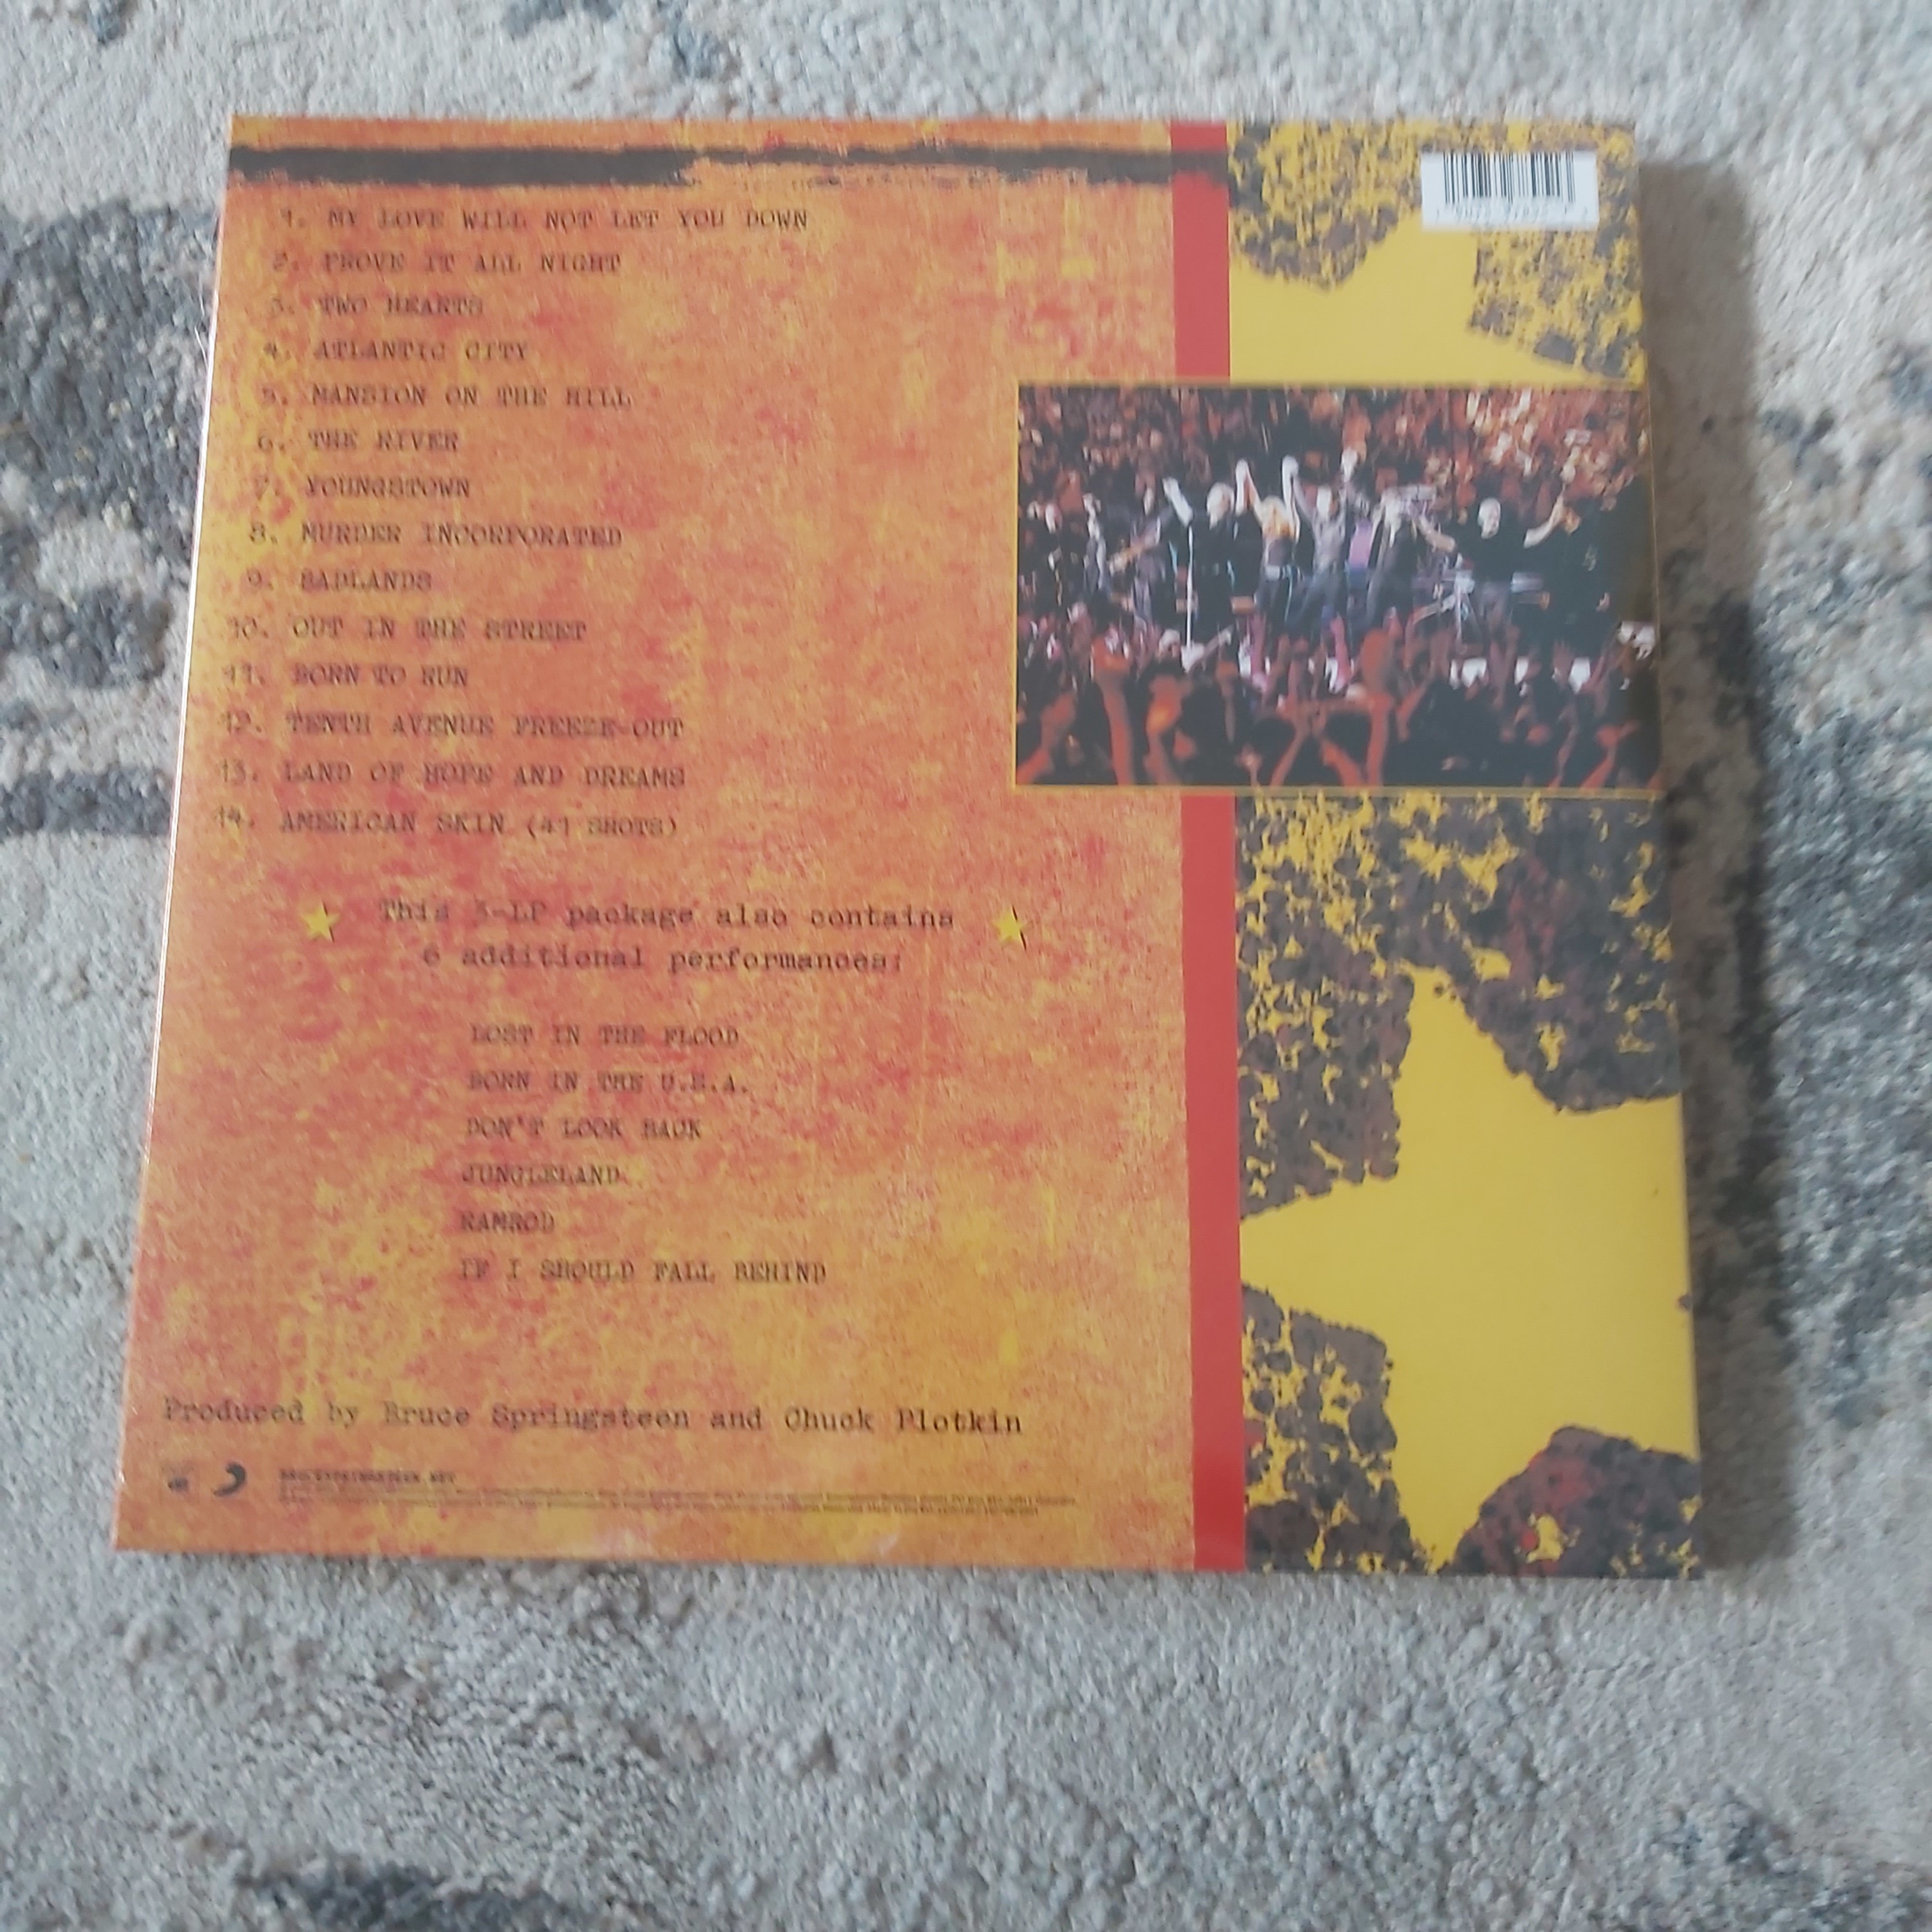 1. MY LOVE WILL NOT LET YOU DOWN
2. PROVE IT ALL NIGHT
3. TWO HEARTS
4. ATLANTIC CITY
5. MANSION ON THE HILL
6. THE RIVER
7. YOUNGSTOWN
8. MURDER INCORPORATED
9. BADLANDS
10. OUT IN THE STREET
11. BORN TO RUN
12. TENTH AVENUE FREEZE-OUT
13. LAND OF HOPE AND DREAMS
14. AMERICAN SKIN (41 SHOTS)
This 3-LP package also contains
6 additional performances:
LOST IN THE FLOOD
BORN IN THE U.S.A.
DON'T LOOK BACK
JUNGLELAND
RAMROD
IF I SHOULD FALL BEHIND
Produced by Bruce Springsteen and Chuck Plotkin